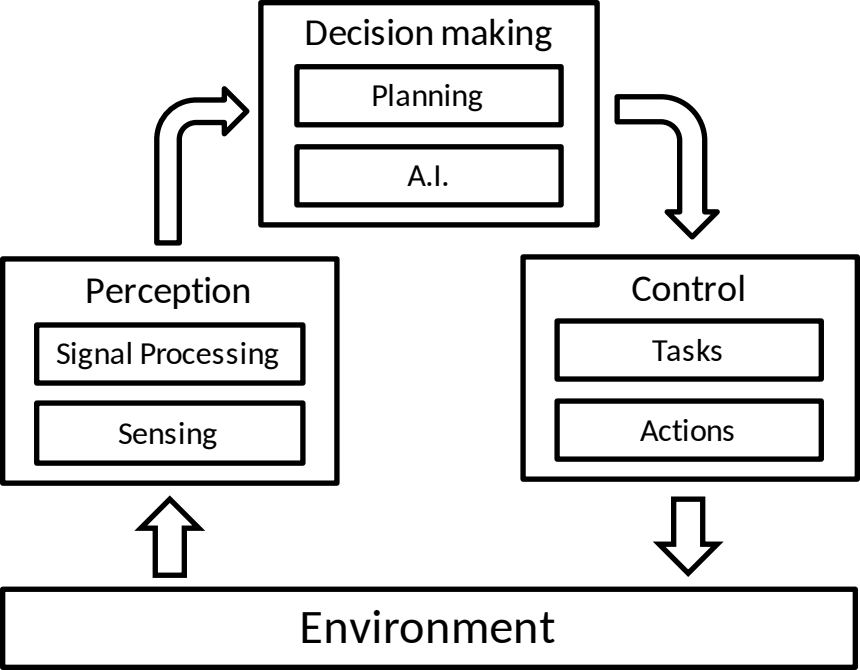 Decision making
Planning
A.I.
Perception
Signal Processing
Sensing
Control
Tasks
Actions
Environment